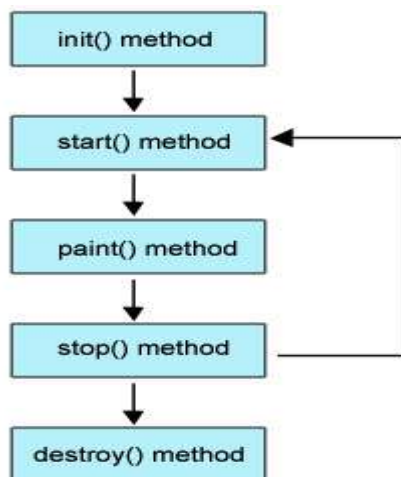 init() method
start() method
paint() method
stop() method
destroy() method